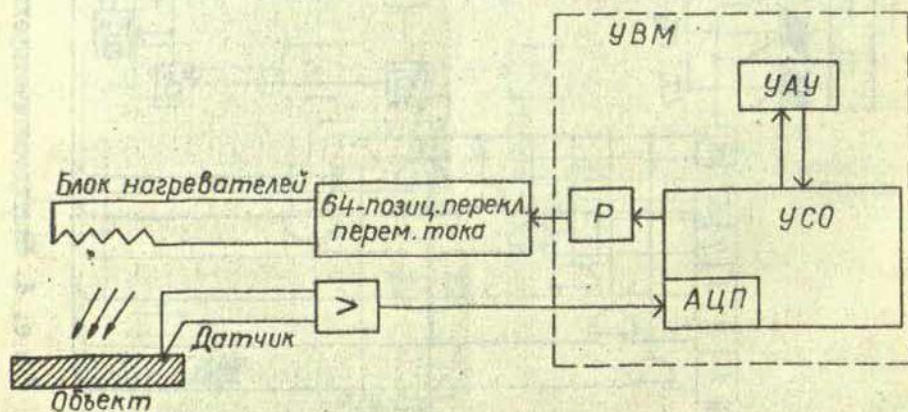 УВМ
УАУ
Блок нагревателей
64-позиц. перекл.
перем. тока
Р
УСО
>
АЦП
Датчик
Объект